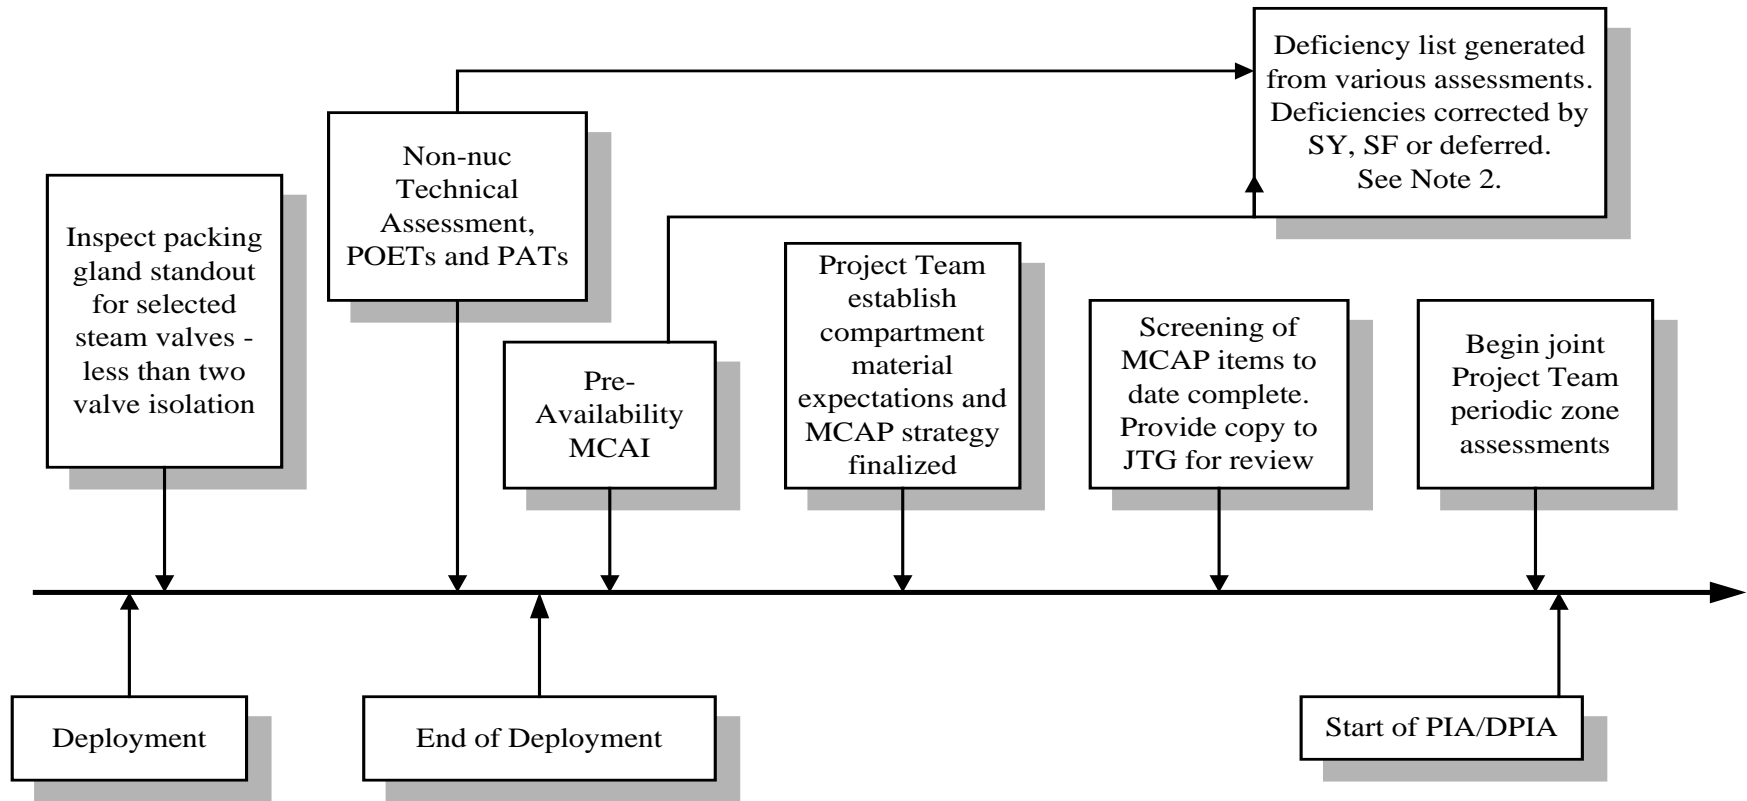 Deficiency list generated
from various assessments.
Deficiencies corrected by
SY, SF or deferred.
See Note 2.
Non-nuc
Technical
Assessment,
POETs and PATs
Inspect packing
gland standout
for selected
steam valves -
less than two
valve isolation
Pre-
Availability
MCAI
Project Team
establish
compartment
material
expectations and
MCAP strategy
finalized
Screening of
MCAP items to
date complete.
Provide copy to
JTG for review
Begin joint
Project Team
periodic zone
assessments
Deployment
End of Deployment
Start of PIA/DPIA